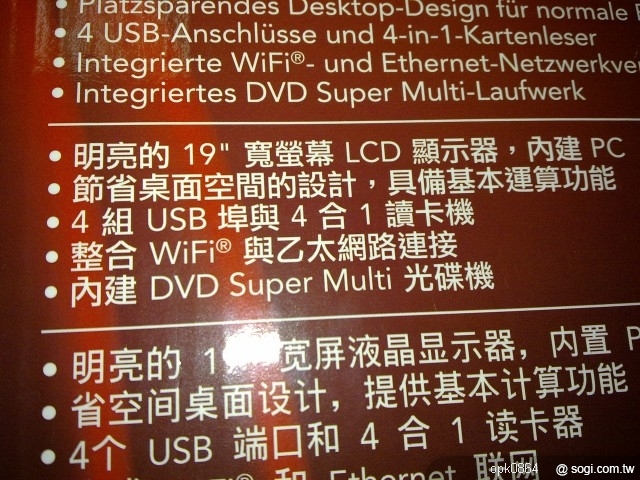 • Platzsparendes Desktop-Design für normale
• 4 USB-Anschlüsse und 4-in-1-Kartenleser
• Integrierte WiFi®- und Ethernet-Netzwerkver
• Integriertes DVD Super Multi-Laufwerk
• 明亮的 19" 寬螢幕 LCD 顯示器，內建 PC
• 節省桌面空間的設計，具備基本運算功能
• 4 組 USB 埠與 4 合 1 讀卡機
• 整合 WiFi® 與乙太網路連接
• 內建 DVD Super Multi 光碟機
• 明亮的 1 宽屏液晶显示器，内置 P
• 省空间桌面设计，提供基本计算功能
• 4个 USB 端口和 4 合 1 读卡器
和 Ethernet 联网
epk0864 @ sogi.com.tw